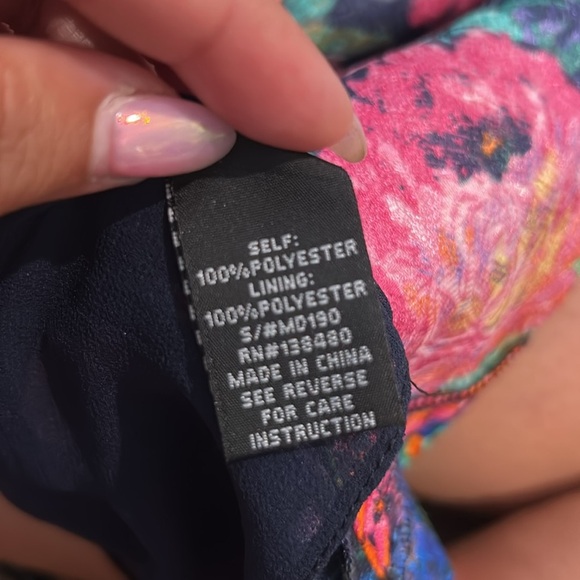 SELF:
100%POLYESTER
LINING:
100%POLYESTER
S/#MD190
RN#138480
MADE IN CHINA
SEE REVERSE
FOR CARE
INSTRUCTION